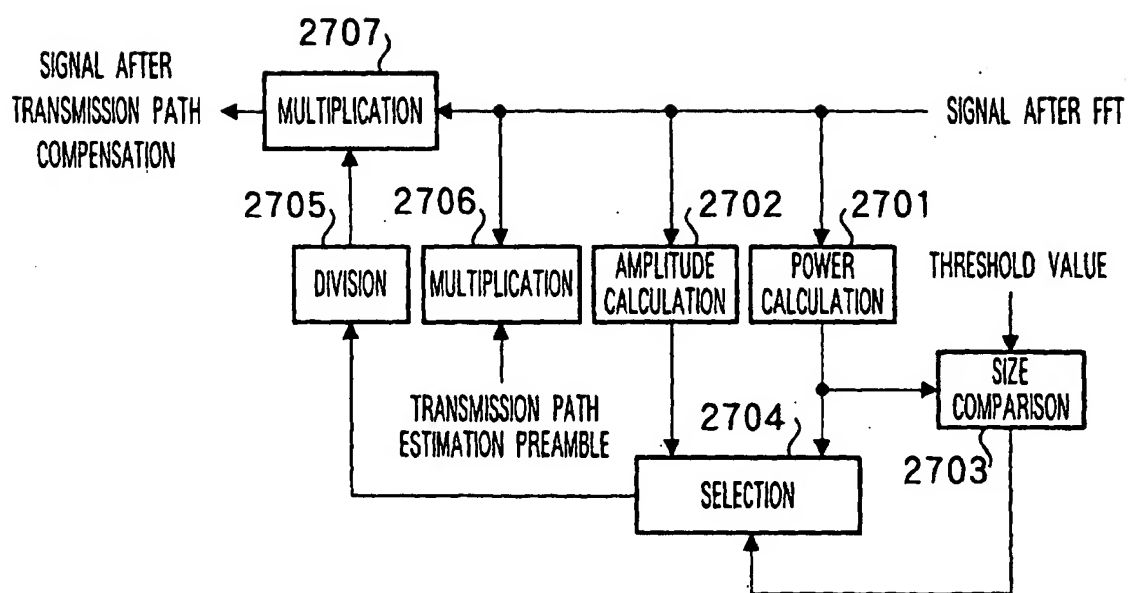 2707
SIGNAL AFTER
TRANSMISSION PATH
COMPENSATION
MULTIPLICATION
SIGNAL AFTER FFT
2705
2706
2702
2701
DIVISION
MULTIPLICATION
AMPLITUDE
CALCULATION
POWER
CALCULATION
THRESHOLD VALUE
SIZE
COMPARISON
TRANSMISSION PATH
ESTIMATION PREAMBLE
2704
2703
SELECTION